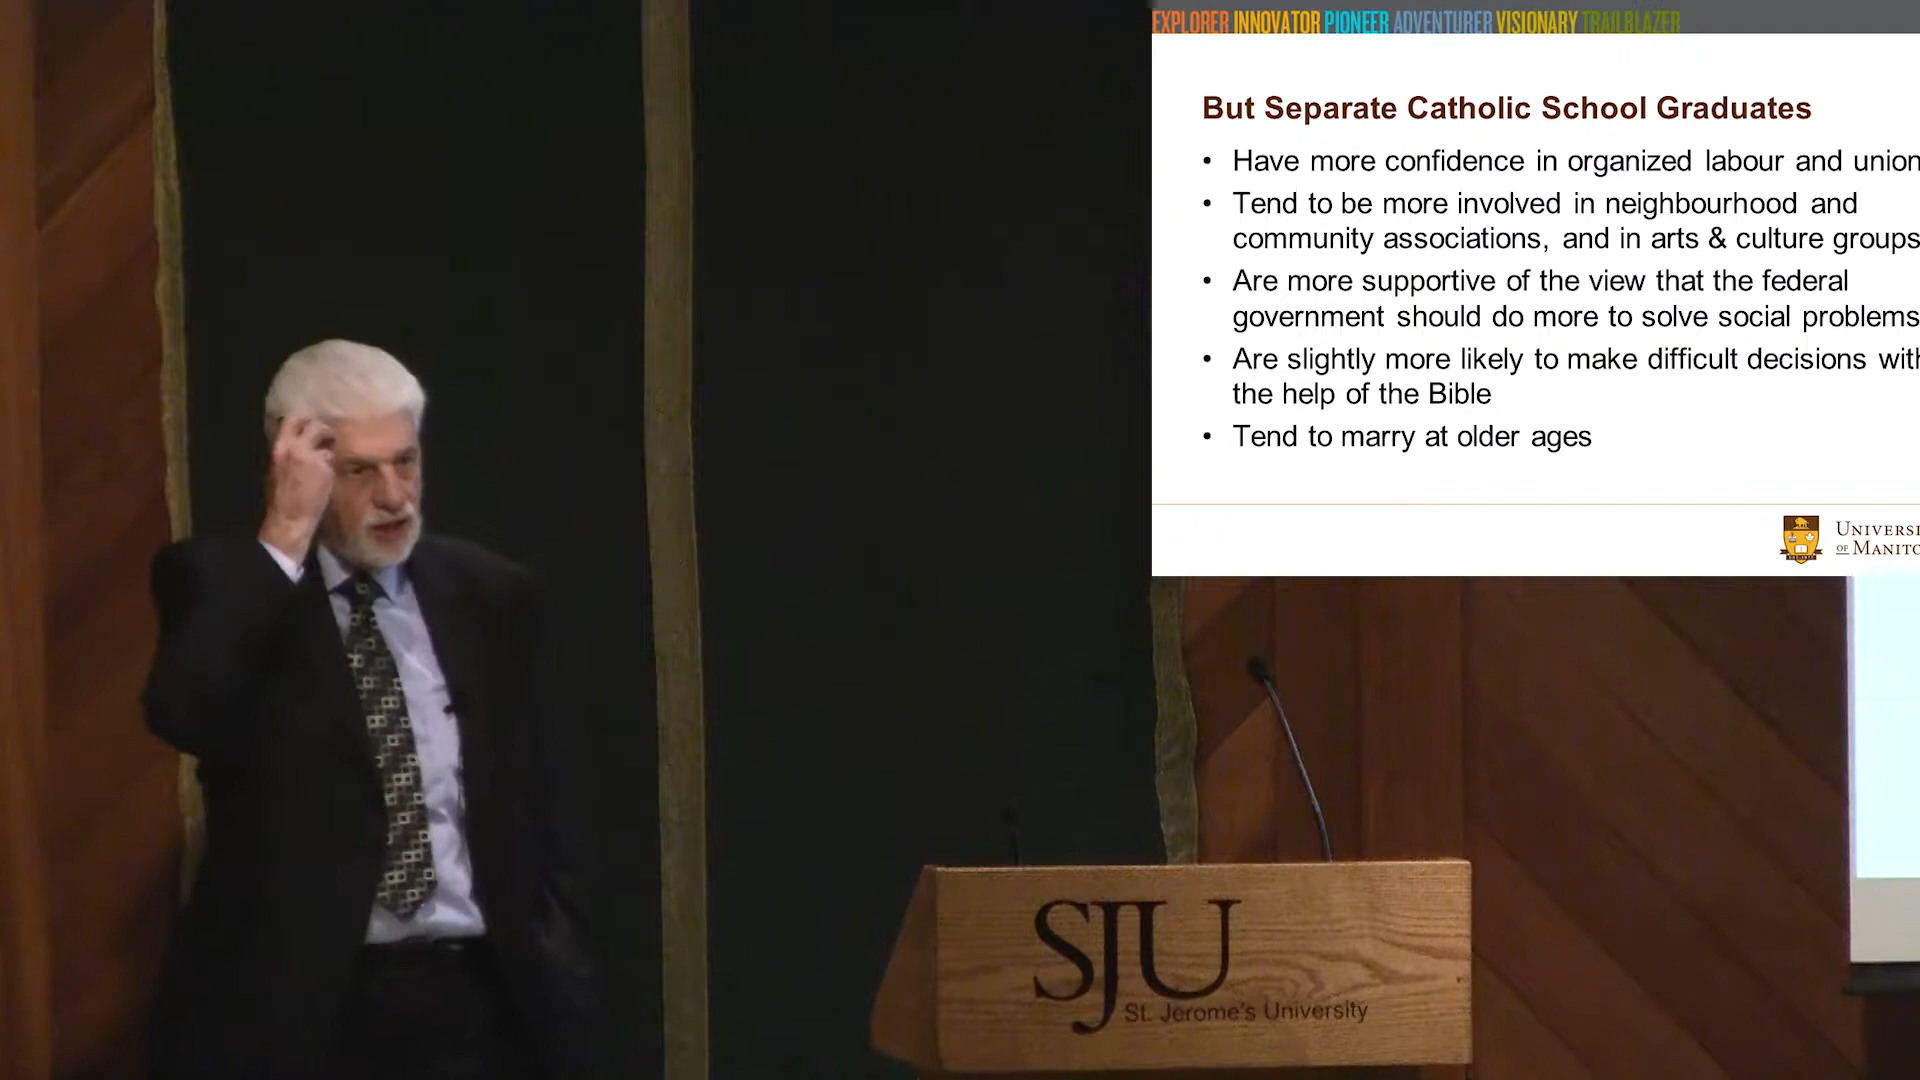 EXPLORER INNOVATOR PIONEER ADVENTURER VISIONARY TRAILBLAZER
But Separate Catholic School Graduates
• Have more confidence in organized labour and union
• Tend to be more involved in neighbourhood and
community associations, and in arts & culture groups
• Are more supportive of the view that the federal
government should do more to solve social problems
• Are slightly more likely to make difficult decisions with
the help of the Bible
• Tend to marry at older ages
OF
SJU
St. Jerome's University